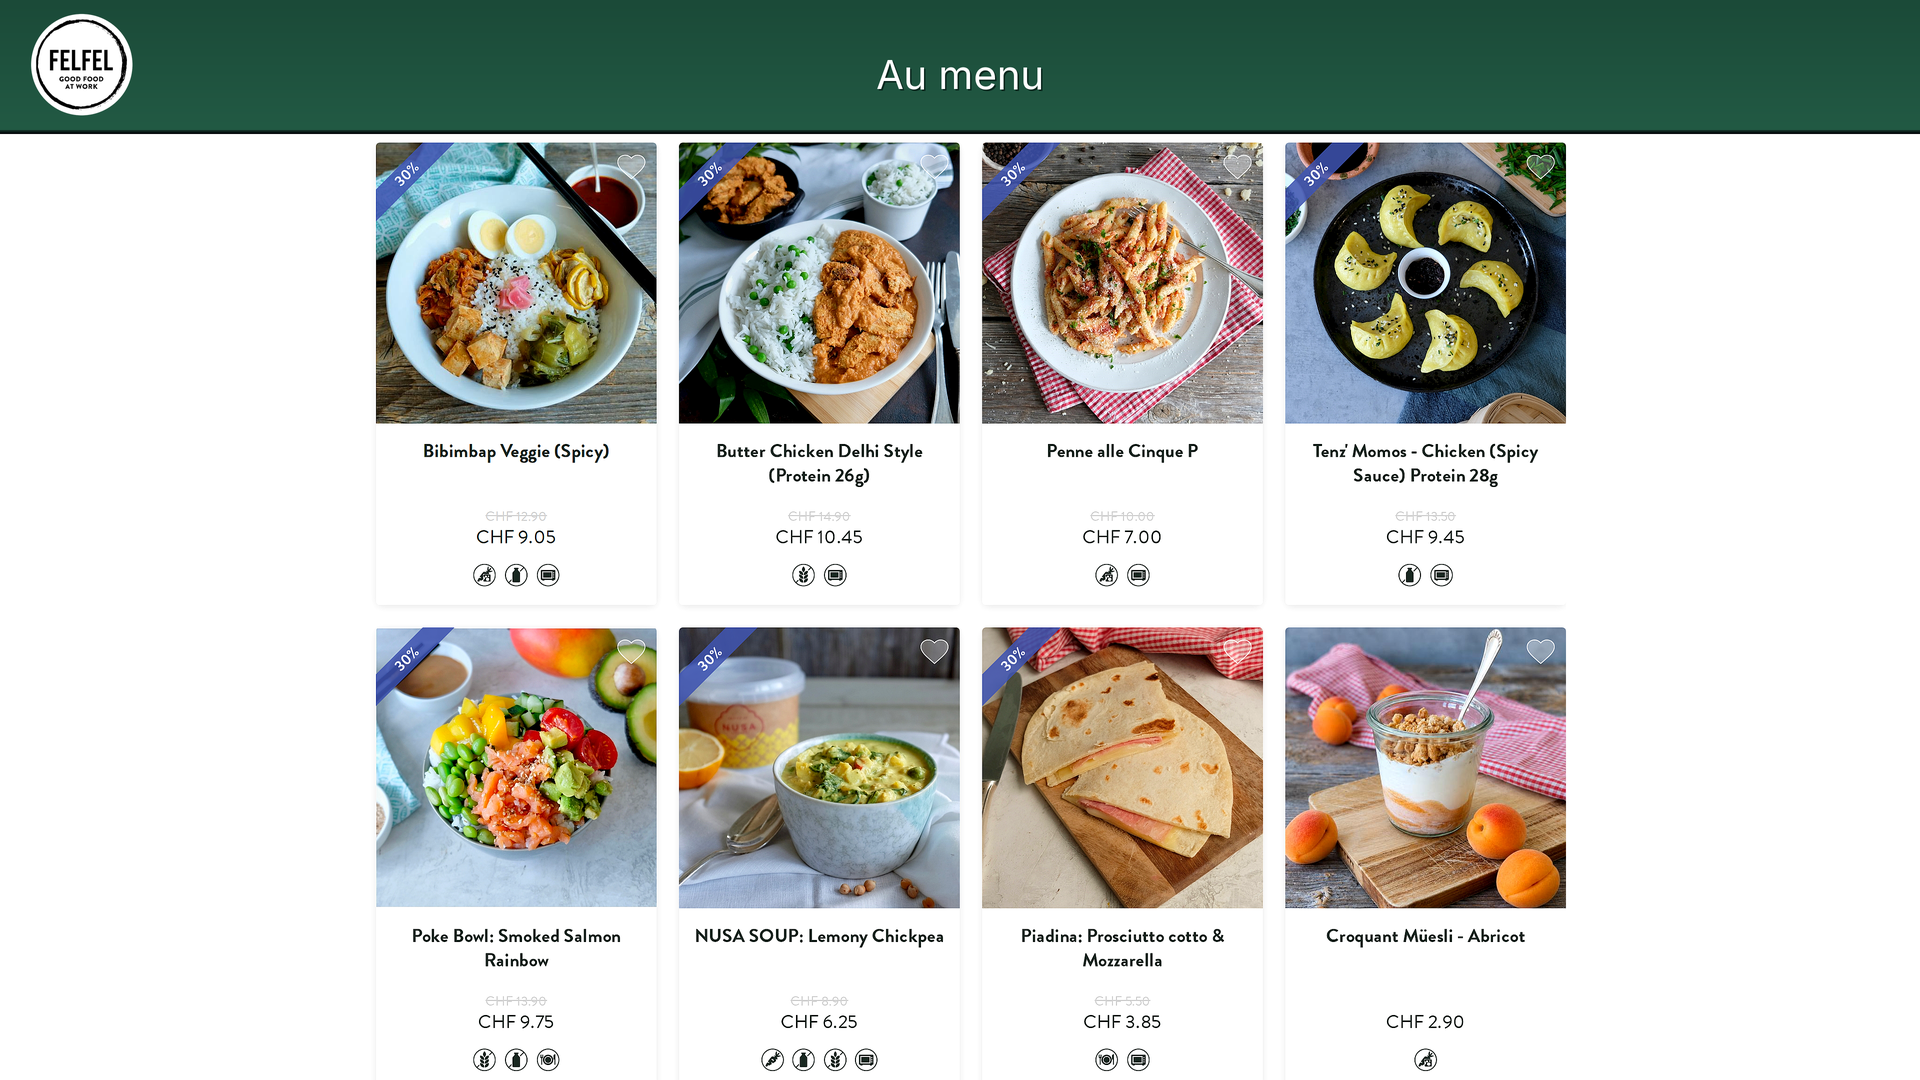 FELFEL
GOOD FOOD
AT WORK
Au menu
30%
30%
30%
30%
Bibimbap Veggie (Spicy)
CHF 12.90
CHF 9.05
Butter Chicken Delhi Style
(Protein 26g)
CHF 14.90
CHF 10.45
Penne alle Cinque P
CHF 10.00
CHF 7.00
Tenz' Momos - Chicken (Spicy
Sauce) Protein 28g
CHF 13.50
CHF 9.45
30%
30%
30%
NUSA
Poke Bowl: Smoked Salmon
Rainbow
CHF 13.90
CHF 9.75
NUSA SOUP: Lemony Chickpea
CHF 8.90
CHF 6.25
Piadina: Prosciutto cotto &
Mozzarella
CHF 5.50
CHF 3.85
Croquant Müesli - Abricot
CHF 2.90